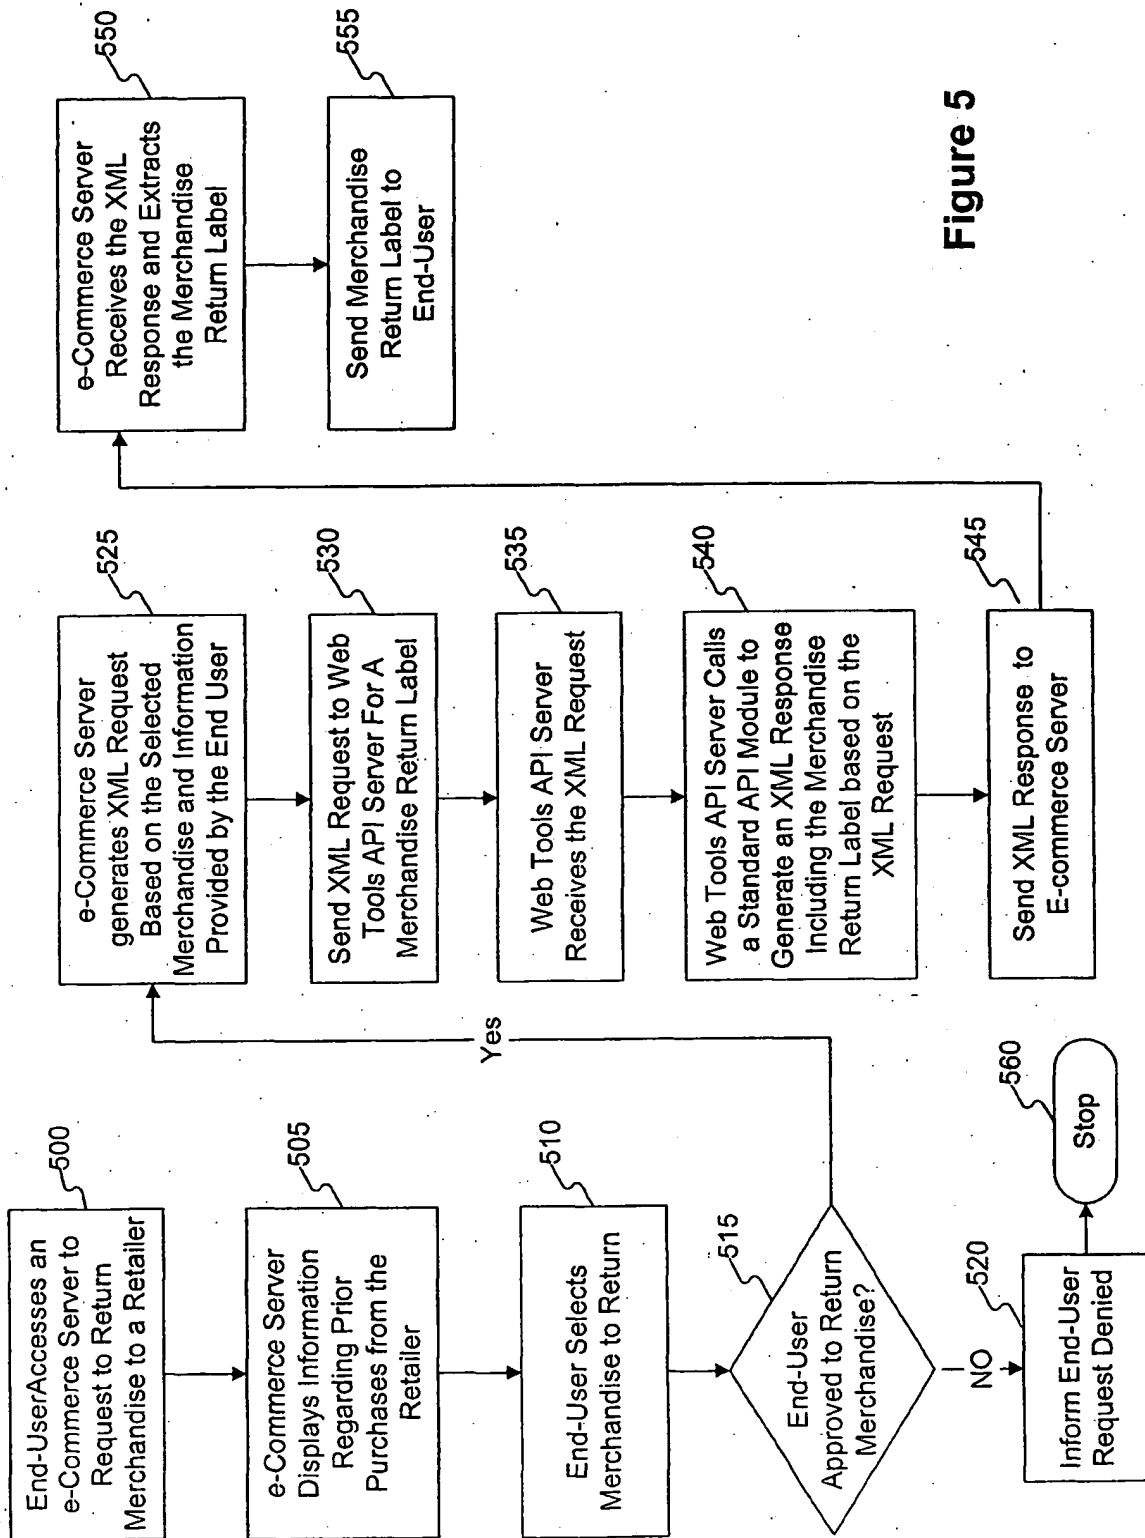 End-UserAccesses an
e-Commerce Server to
Request to Return
Merchandise to a Retailer
500
e-Commerce Server
Displays Information
Regarding Prior
Purchases from the
Retailer
505
End-User Selects
Merchandise to Return
510
End-User
Approved to Return
Merchandise?
515
Yes
NO
Inform End-User
Request Denied
520
Stop
560
e-Commerce Server
generates XML Request
Based on the Selected
Merchandise and Information
Provided by the End User
525
Send XML Request to Web
Tools API Server For A
Merchandise Return Label
530
Web Tools API Server
Receives the XML Request
535
Web Tools API Server Calls
a Standard API Module to
Generate an XML Response
Including the Merchandise
Return Label based on the
XML Request
540
Send XML Response to
E-commerce Server
545
e-Commerce Server
Receives the XML
Response and Extracts
the Merchandise
Return Label
550
Send Merchandise
Return Label to
End-User
555
Figure 5